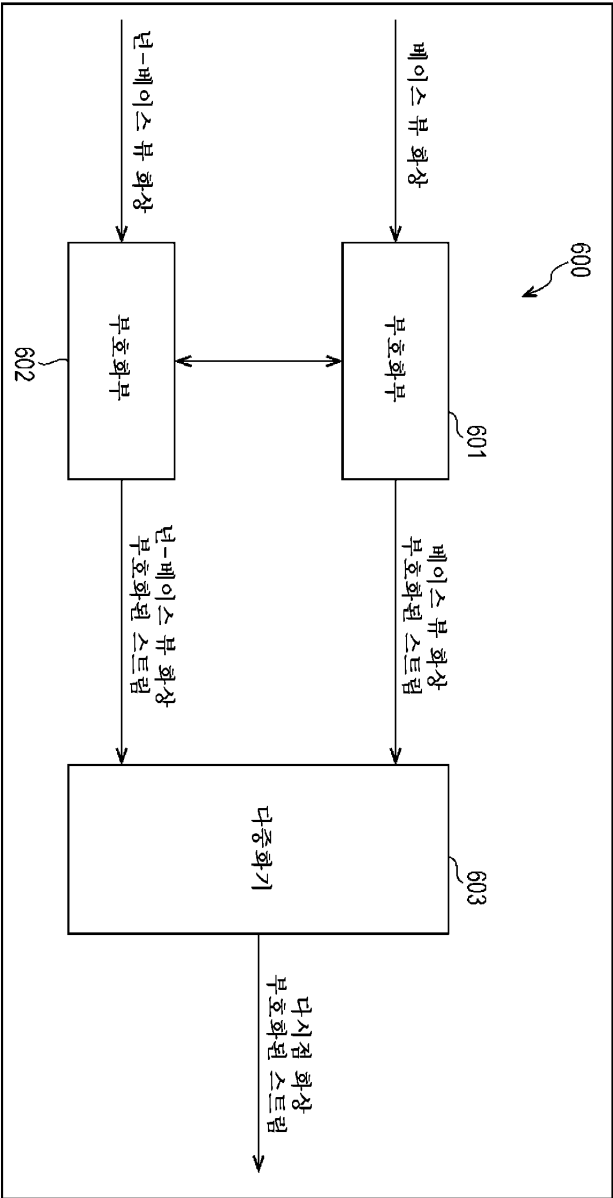 600
베이스 뷰 화상
부호화부
601
베이스 뷰 화상
부호화된 스트림
넌-베이스 뷰 화상
부호화부
602
넌-베이스 뷰 화상
부호화된 스트림
다중화기
603
다시점 화상
부호화된 스트림